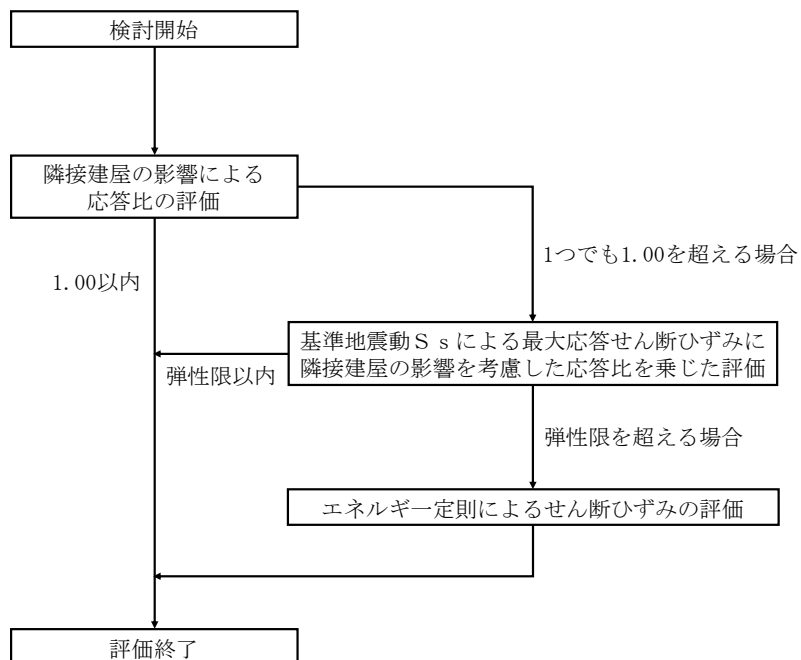 検討開始
隣接建屋の影響による
応答比の評価
1つでも1.00を超える場合
1.00以内
基準地震動Ｓｓによる最大応答せん断ひずみに
隣接建屋の影響を考慮した応答比を乗じた評価
弾性限以内
弾性限を超える場合
エネルギー定則によるせん断ひずみの評価
評価終了